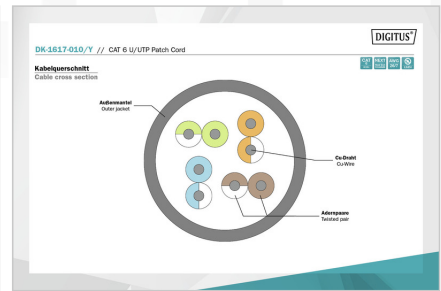 DIGITUS®
DK-1617-010/Y // CAT 6 U/UTP Patch Cord
Kabelquerschnitt
Cable cross section
Außenmantel
Outer jacket
Cu-Draht
Cu-Wire
Adernpaare
Twisted pair